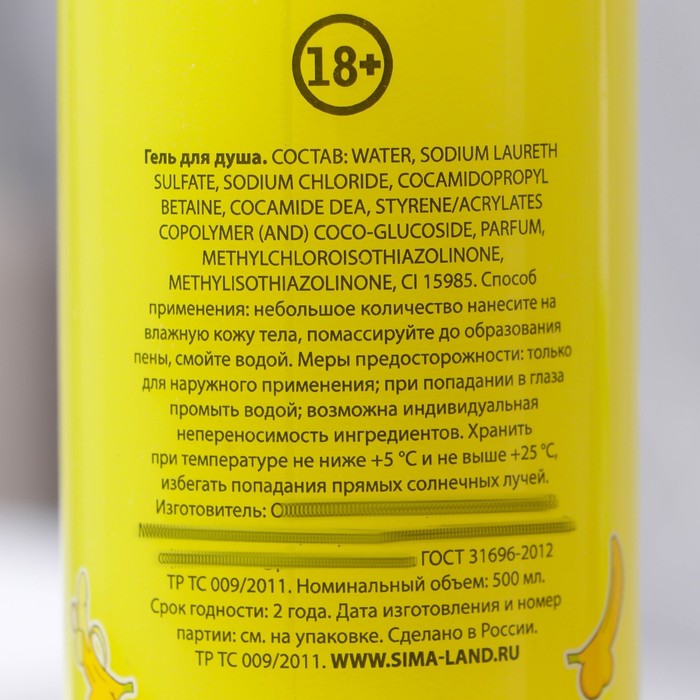 18+
Гель для душа. СОСТАВ: WATER, SODIUM LAURETH
SULFATE, SODIUM CHLORIDE, COCAMIDOPROPYL
BETAINE, COCAMIDE DEA, STYRENE/ACRYLATES
COPOLYMER (AND) COCO-GLUCOSIDE, PARFUM,
METHYLCHLOROISOTHIAZOLINONE,
METHYLISOTHIAZOLINONE, CI 15985. Способ
применения: небольшое количество нанесите на
влажную кожу тела, помассируйте до образования
пены, смойте водой. Меры предосторожности: только
для наружного применения; при попадании в глаза
промыть водой; возможна индивидуальная
непереносимость ингредиентов. Хранить
при температуре не ниже +5 °С и не выше +25 °С,
избегать попадания прямых солнечных лучей.
Изготовитель: О
ГОСТ 31696-2012
ТР ТС 009/2011. Номинальный объем: 500 мл.
Срок годности: 2 года. Дата изготовления и номер
партии: см. на упаковке. Сделано в России.
ТР ТС 009/2011. WWW.SIMA-LAND.RU